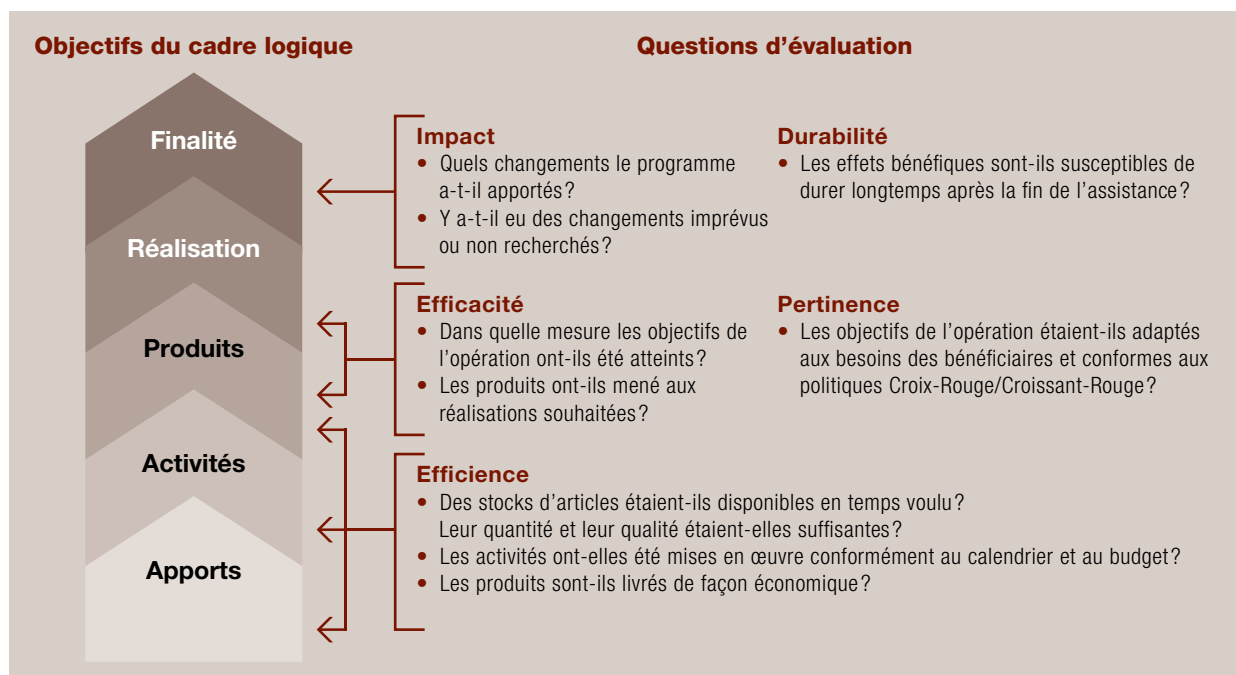 Objectifs du cadre logique
Questions d’évaluation
Finalité
Réalisation
Produits
Activités
Apports
Impact
• Quels changements le programme
a-t-il apportés ?
• Y a-t-il eu des changements imprévus
ou non recherchés ?
Durabilité
• Les effets bénéfiques sont-ils susceptibles de
durer longtemps après la fin de l’assistance ?
Efficacité
• Dans quelle mesure les objectifs de
l’opération ont-ils été atteints ?
• Les produits ont-ils mené aux
réalisations souhaitées ?
Pertinence
• Les objectifs de l’opération étaient-ils adaptés
aux besoins des bénéficiaires et conformes aux
politiques Croix-Rouge/Croissant-Rouge ?
Efficience
• Des stocks d’articles étaient-ils disponibles en temps voulu ?
Leur quantité et leur qualité étaient-elles suffisantes ?
• Les activités ont-elles été mises en œuvre conformément au calendrier et au budget ?
• Les produits sont-ils livrés de façon économique ?